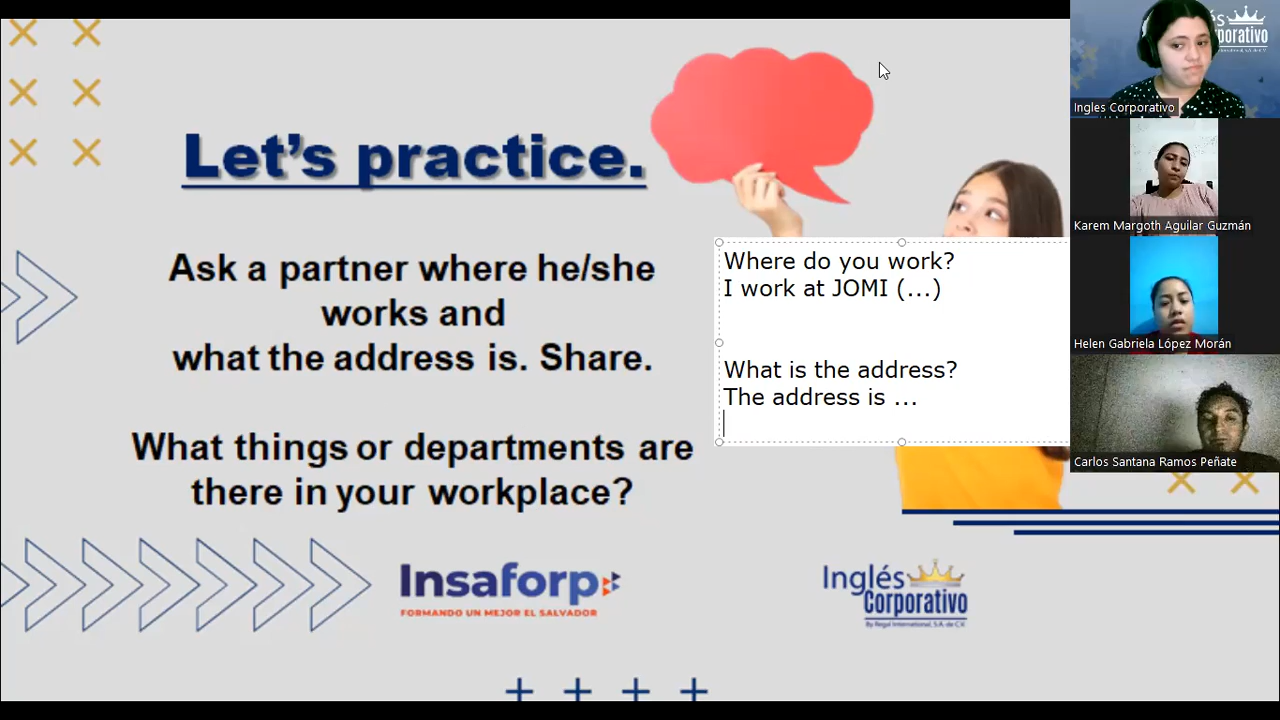 Let's practice.
Ask a partner where he/she
works and
what the address is. Share.
What things or departments are
there in your workplace?
Where do you work?
I work at JOMI (...)
What is the address?
The address is ...
Insaforp
FORMANDO UN MEJOR EL SALVADOR
Inglés
Corporativo
By Regal International, S.A. de C.V.
Ingles Corporativo
Karem Margoth Aguilar Guzmán
Helen Gabriela López Morán
Carlos Santana Ramos Peñate